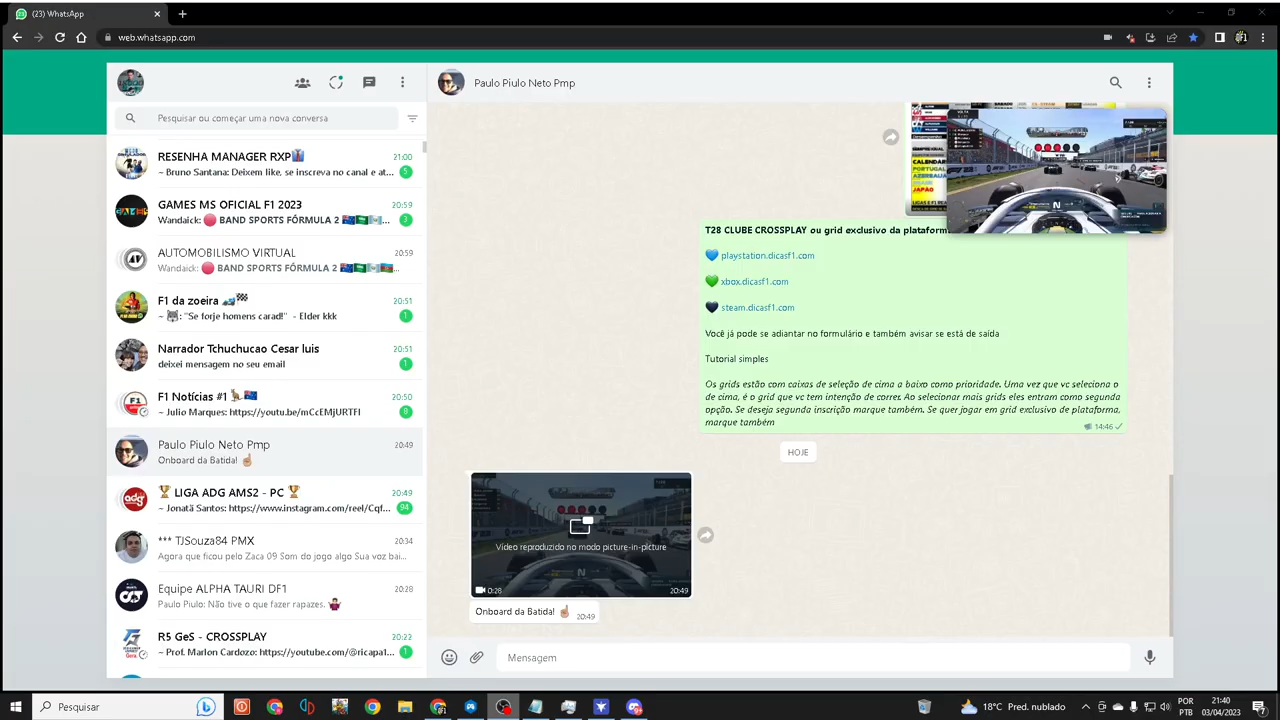 (23) WhatsApp
web.whatsapp.com
Paulo Piulo Neto Pmp
Pesquisar ou começar uma nova conversa
RESENHA MANAGER RXP👔 21:00
~ Bruno Santana: Deixem like, se inscreva no canal e at... 5
GAMES MS OFICIAL F1 2023 20:59
Wandaick: 🔴 BAND SPORTS FÓRMULA 2 🇦🇺🇸🇦... 3
AUTOMOBILISMO VIRTUAL 20:59
Wandaick: 🔴 BAND SPORTS FÓRMULA 2 🇦🇺🇸🇦...
F1 da zoeira 🏎️🏁 20:51
~ 🐺: "Se forje homens carad!" - Elder kkk 1
Narrador Tchuchucao Cesar luis 20:51
deixei mensagem no seu email 1
F1 Notícias #1 🦘🇦🇺 20:50
~ Julio Marques: https://youtu.be/mCcEMjURTFI 8
Paulo Piulo Neto Pmp 20:49
Onboard da Batida! ☝🏼
🏆 LIGA ADG AMS2 - PC 🏆 20:49
~ Jonatã Santos: https://www.instagram.com/reel/Cqf... 94
*** TJSouza84 PMX 20:34
Agora que ficou pelo Zaca 09 Som do jogo algo Sua voz bai...
Equipe ALPHA TAURI DF1 20:28
Paulo Piulo: Não tive o que fazer rapazes. 🤷🏻‍♂️
R5 GeS - CROSSPLAY 20:22
~ Prof. Marlon Cardozo: https://youtube.com/@ricapa1... 1
CALENDÁR
PORTUGAL
AZERBAIJ
JAPÃO
T28 CLUBE CROSSPLAY ou grid exclusivo da plataform
💙 playstation.dicasf1.com
💚 xbox.dicasf1.com
🖤 steam.dicasf1.com
Você já pode se adiantar no formulário e também avisar se está de saída
Tutorial simples
Os grids estão com caixas de seleção de cima a baixo como prioridade. Uma vez que vc seleciona o
de cima, é o grid que vc tem intenção de correr. Ao selecionar mais grids eles entram como segunda
opção. Se deseja segunda inscrição marque também. Se quer jogar em grid exclusivo de plataforma,
marque também
14:46
HOJE
Vídeo reproduzido no modo picture-in-picture
0:28 20:49
Onboard da Batida! ☝🏼 20:49
Mensagem
Pesquisar
18°C Pred. nublado
POR
PTB
21:40
03/04/2023